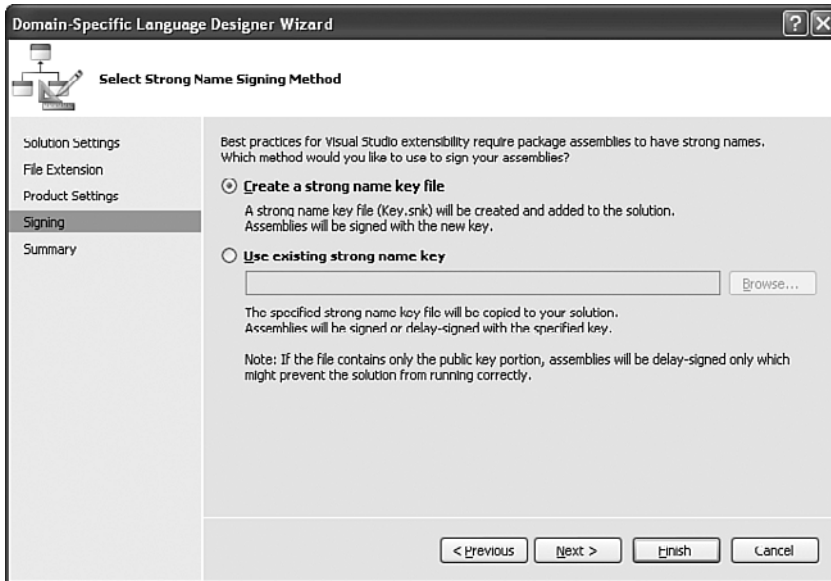 Domain-Specific Language Designer Wizard
Select Strong Name Signing Method
Solution Settings
File Extension
Product Settings
Signing
Summary
Best practices for Visual Studio extensibility require package assemblies to have strong names.
Which method would you like to use to sign your assemblies?
Create a strong name key file
A strong name key file (Key.snk) will be created and added to the solution.
Assemblies will be signed with the new key.
Use existing strong name key
Browse...
The specified strong name key file will be copied to your solution.
Assemblies will be signed or delay-signed with the specified key.
Note: If the file contains only the public key portion, assemblies will be delay-signed only which
might prevent the solution from running correctly.
< Previous
Next >
Finish
Cancel